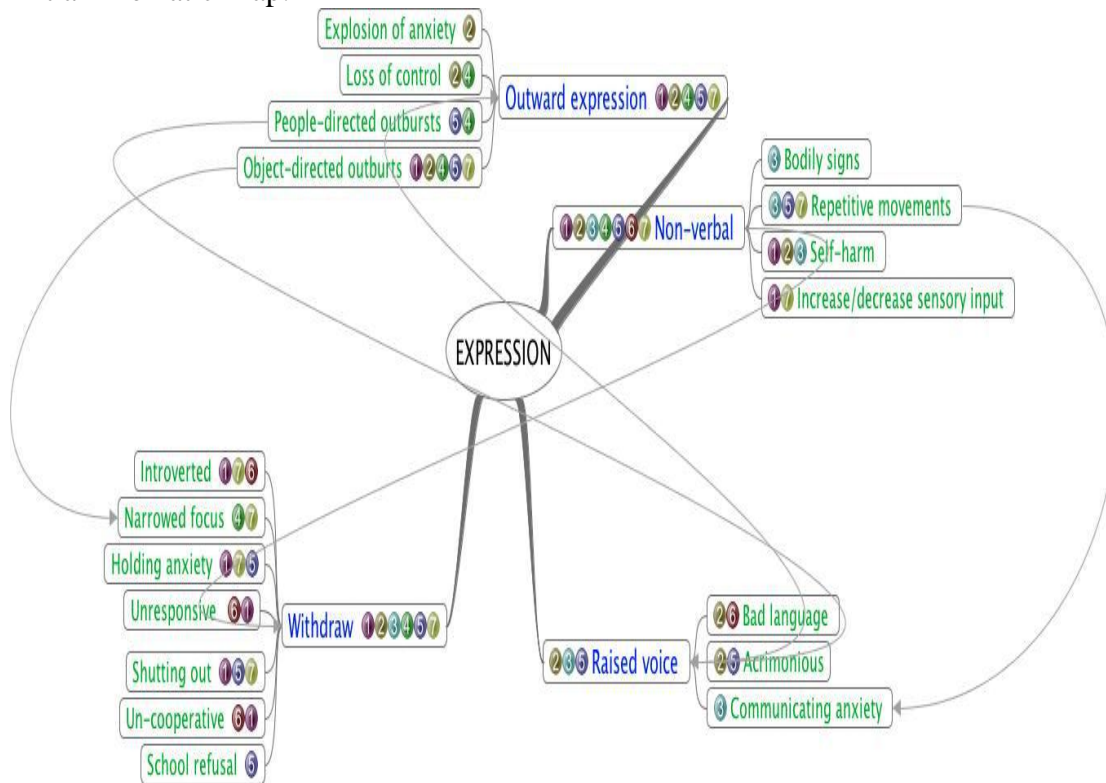 Explosion of anxiety 2
Loss of control 2 4
People-directed outbursts 5 4
Object-directed outburts 1 2 4 5 7
Outward expression 1 2 4 5 7
1 2 3 4 5 6 7 Non-verbal
3 Bodily signs
3 5 7 Repetitive movements
1 2 3 Self-harm
1 7 Increase/decrease sensory input
EXPRESSION
Introverted 1 7 6
Narrowed focus 4 7
Holding anxiety 1 7 5
Unresponsive 6 1
Shutting out 1 5 7
Un-cooperative 6 1
School refusal 5
Withdraw 1 2 3 4 5 7
2 3 5 Raised voice
2 6 Bad language
2 5 Acrimonious
3 Communicating anxiety